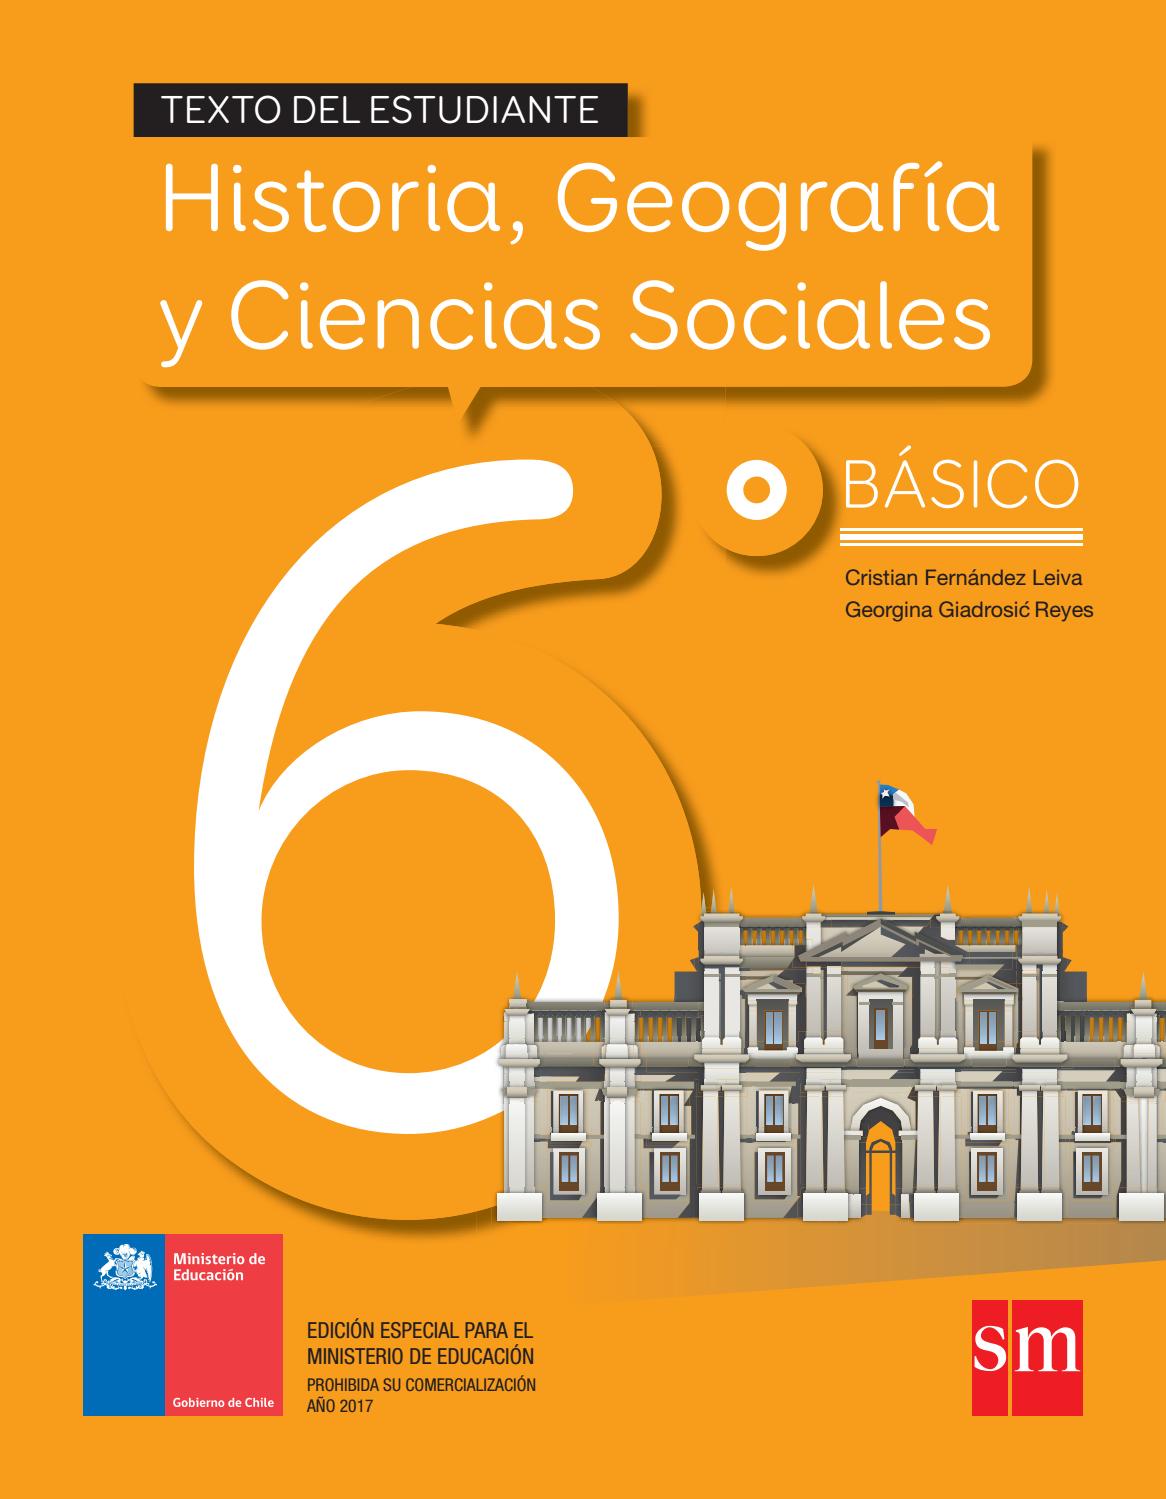 TEXTO DEL ESTUDIANTE
Historia, Geografía
y Ciencias Sociales
6° BÁSICO
Cristian Fernández Leiva
Georgina Giadrosić Reyes
Ministerio de
Educación
Gobierno de Chile
EDICIÓN ESPECIAL PARA EL
MINISTERIO DE EDUCACIÓN
PROHIBIDA SU COMERCIALIZACIÓN
AÑO 2017
sm